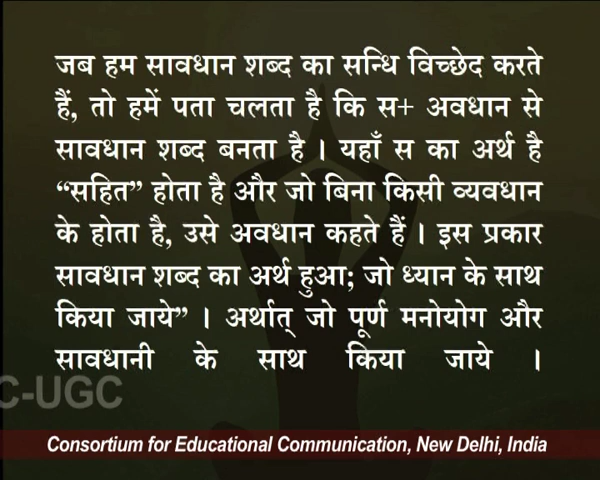 जब हम सावधान शब्द का सन्धि विच्छेद करते
हैं, तो हमें पता चलता है कि स+ अवधान से
सावधान शब्द बनता है । यहाँ स का अर्थ है
“सहित” होता है और जो बिना किसी व्यवधान
के होता है, उसे अवधान कहते हैं । इस प्रकार
सावधान शब्द का अर्थ हुआ; जो ध्यान के साथ
किया जाये” । अर्थात् जो पूर्ण मनोयोग और
सावधानी के साथ किया जाये ।
C-UGC
Consortium for Educational Communication, New Delhi, India